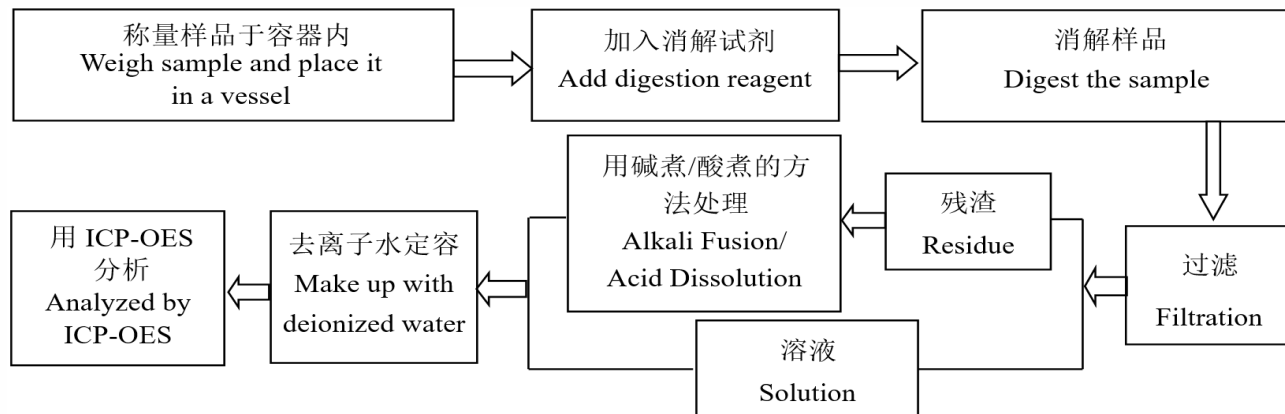 称量样品于容器内
Weigh sample and place it
in a vessel
加入消解试剂
Add digestion reagent
消解样品
Digest the sample
过滤
Filtration
残渣
Residue
用碱煮/酸煮的方
法处理
Alkali Fusion/
Acid Dissolution
溶液
Solution
去离子水定容
Make up with
deionized water
用 ICP-OES
分析
Analyzed by
ICP-OES